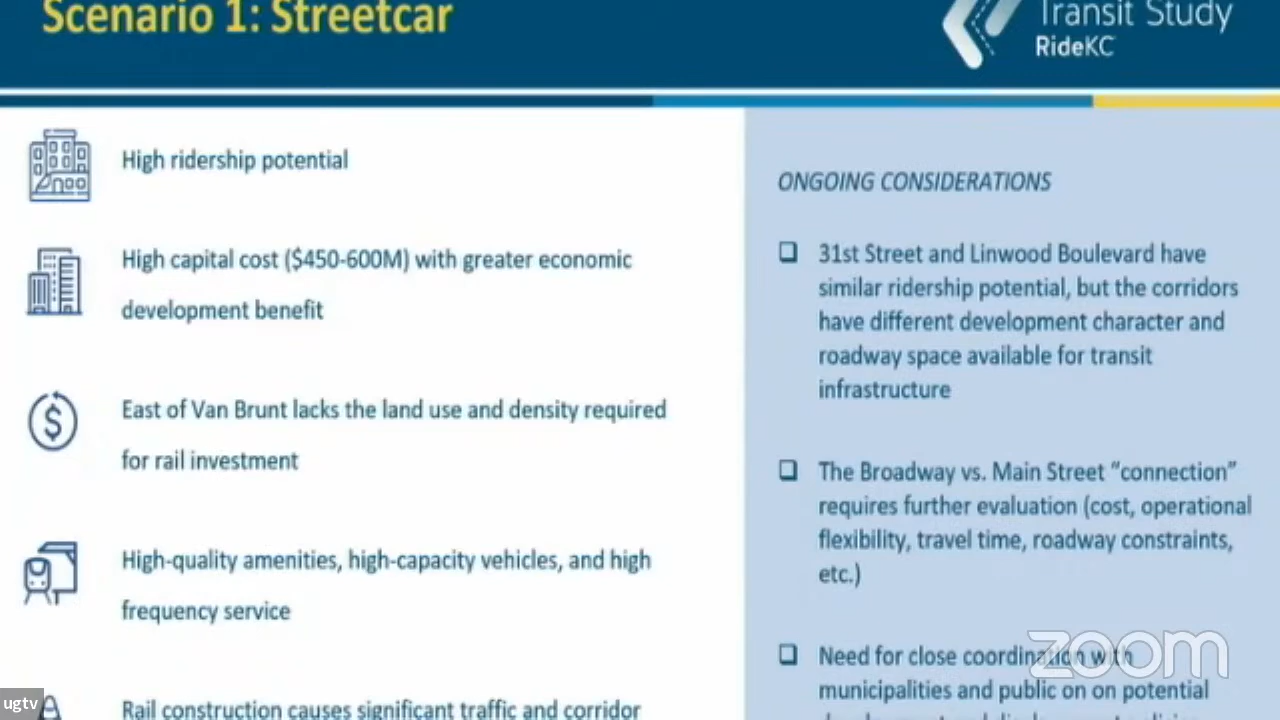 Scenario 1: Streetcar
Transit Study
RideKC
High ridership potential
High capital cost ($450-600M) with greater economic
development benefit
East of Van Brunt lacks the land use and density required
for rail investment
High-quality amenities, high-capacity vehicles, and high
frequency service
Rail construction causes significant traffic and corridor
ONGOING CONSIDERATIONS
31st Street and Linwood Boulevard have
similar ridership potential, but the corridors
have different development character and
roadway space available for transit
infrastructure
The Broadway vs. Main Street “connection”
requires further evaluation (cost, operational
flexibility, travel time, roadway constraints,
etc.)
Need for close coordination with
municipalities and public on on potential
zoom
ugtv